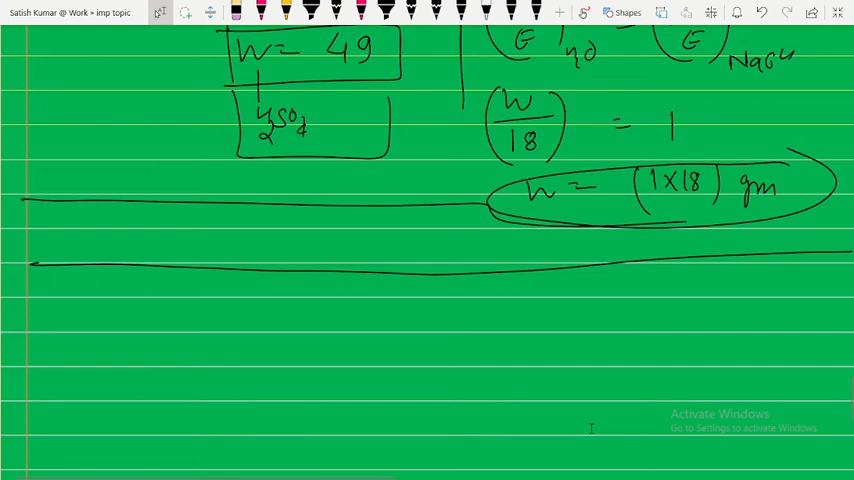 Satish Kumar @ Work » imp topic
Shapes
W = 49
H2SO4
(E)H2O = (E)NaOH
(W/18) = 1
W = (1×18) gm
Activate Windows
Go to Settings to activate Windows.